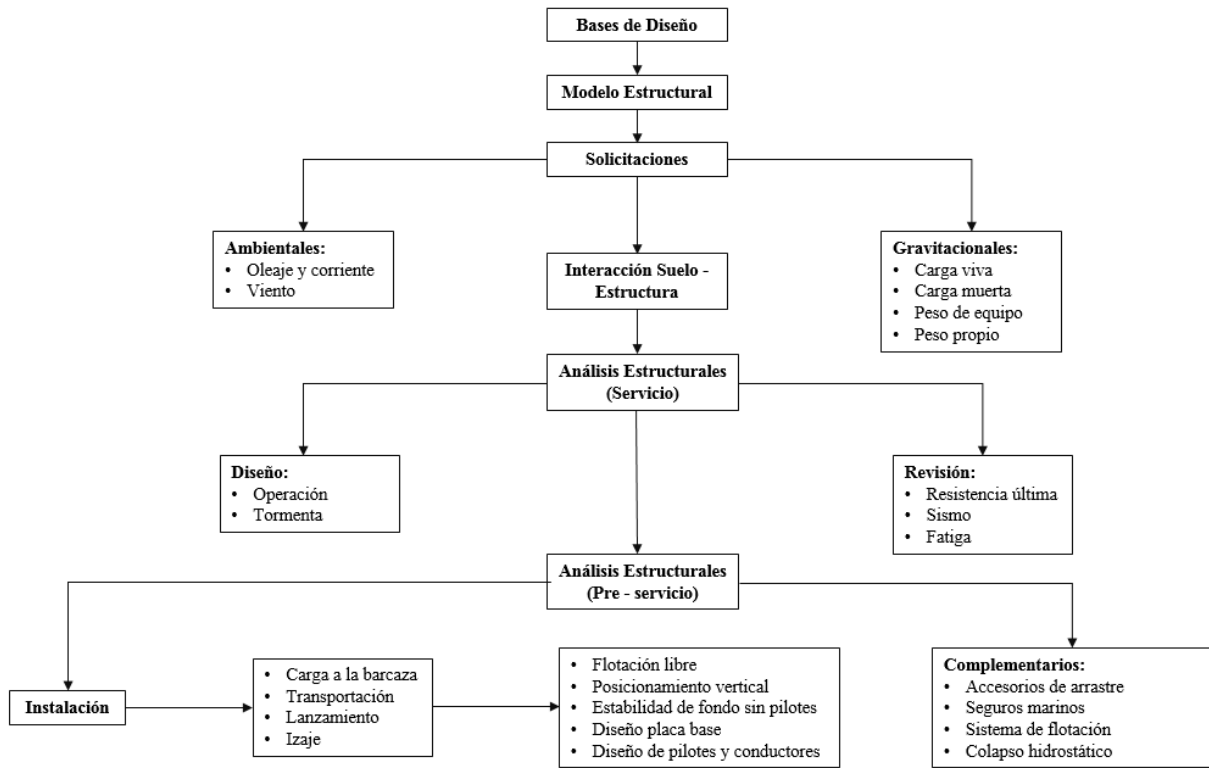 Bases de Diseño
Modelo Estructural
Solicitaciones
Ambientales:
• Oleaje y corriente
• Viento
Interacción Suelo -
Estructura
Gravitacionales:
• Carga viva
• Carga muerta
• Peso de equipo
• Peso propio
Análisis Estructurales
(Servicio)
Diseño:
• Operación
• Tormenta
Revisión:
• Resistencia última
• Sismo
• Fatiga
Análisis Estructurales
(Pre - servicio)
Instalación
• Carga a la barcaza
• Transportación
• Lanzamiento
• Izaje
• Flotación libre
• Posicionamiento vertical
• Estabilidad de fondo sin pilotes
• Diseño placa base
• Diseño de pilotes y conductores
Complementarios:
• Accesorios de arrastre
• Seguros marinos
• Sistema de flotación
• Colapso hidrostático